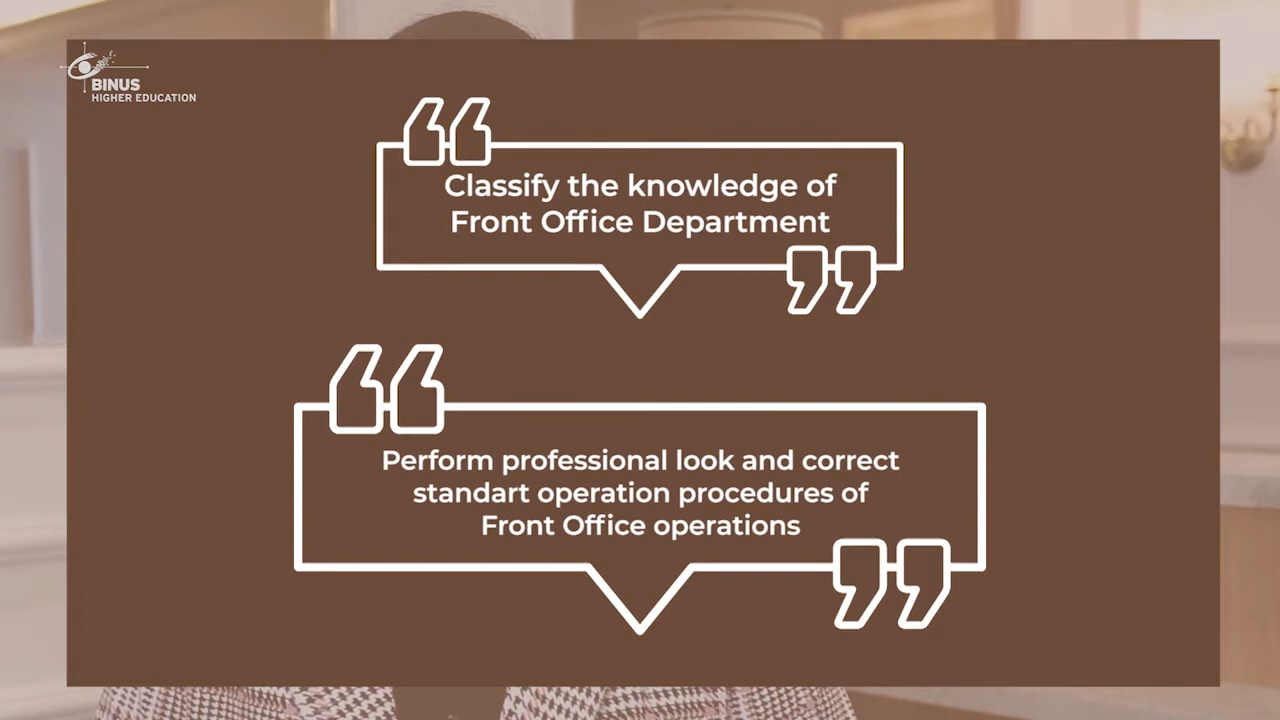 BINUS
HIGHER EDUCATION
Classify the knowledge of
Front Office Department
Perform professional look and correct
standart operation procedures of
Front Office operations